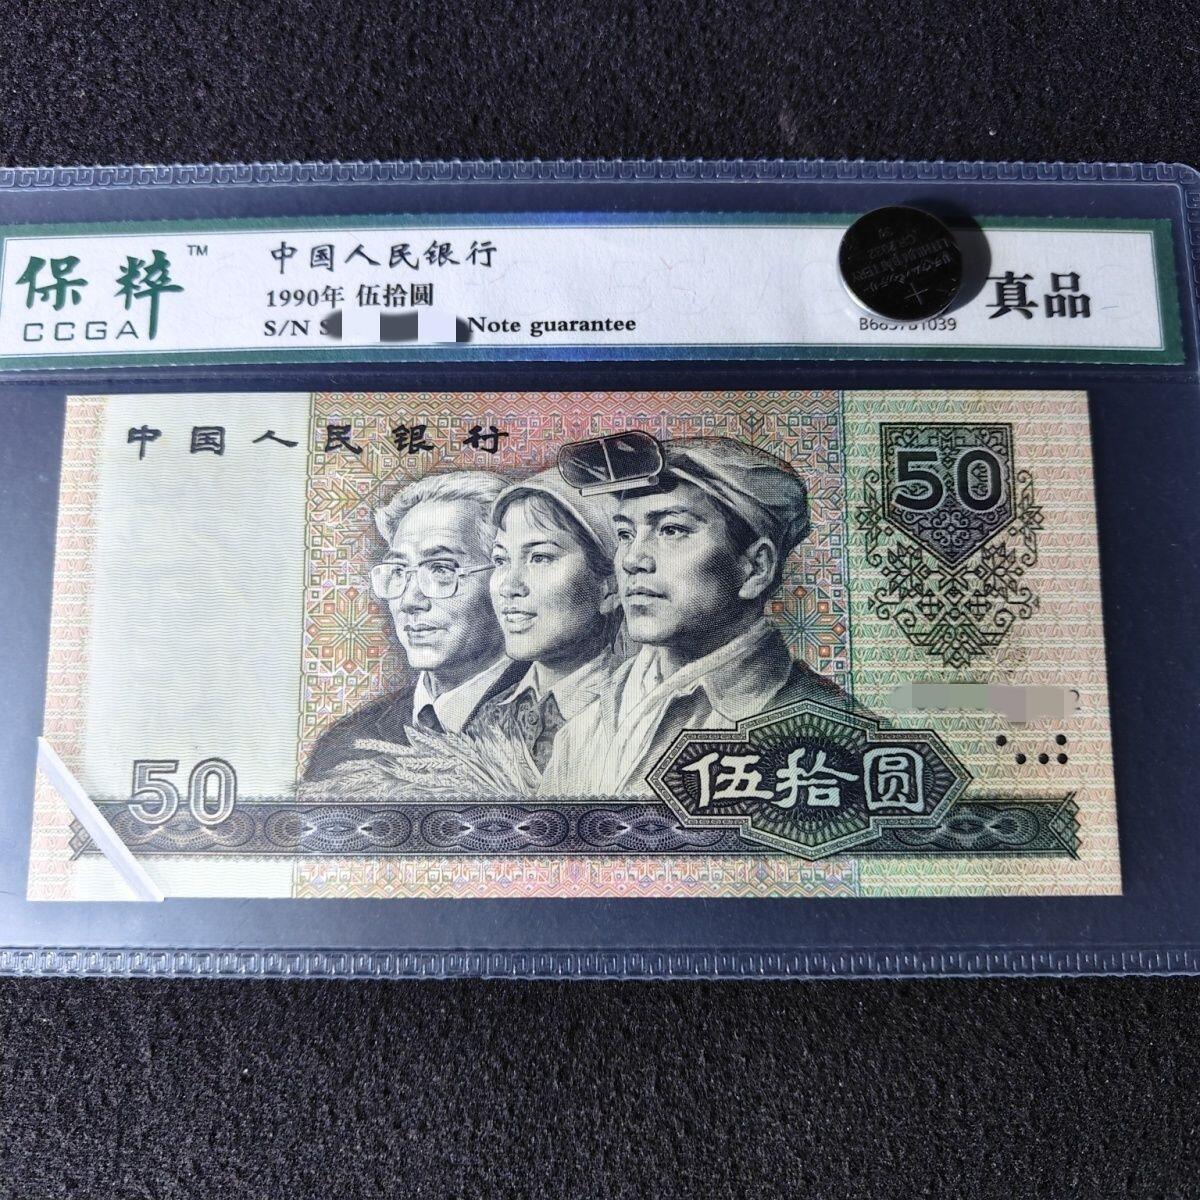 保粹™
CCGA
中国人民银行
1990年 伍拾圆
S/N S Note guarantee
真品
中国人民银行
50
50
伍拾圆